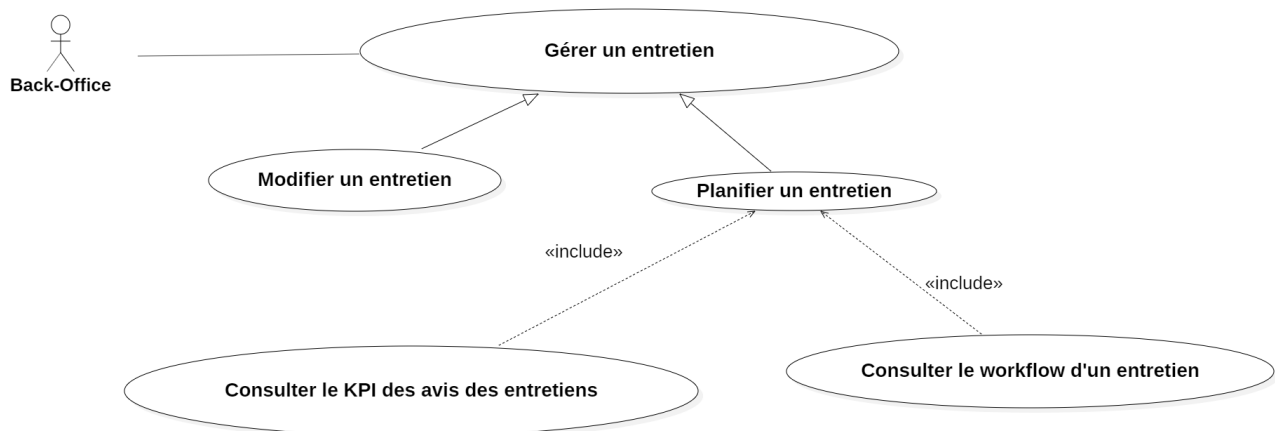 Gérer un entretien
Back-Office
Modifier un entretien
Planifier un entretien
«include»
«include»
Consulter le KPI des avis des entretiens
Consulter le workflow d'un entretien